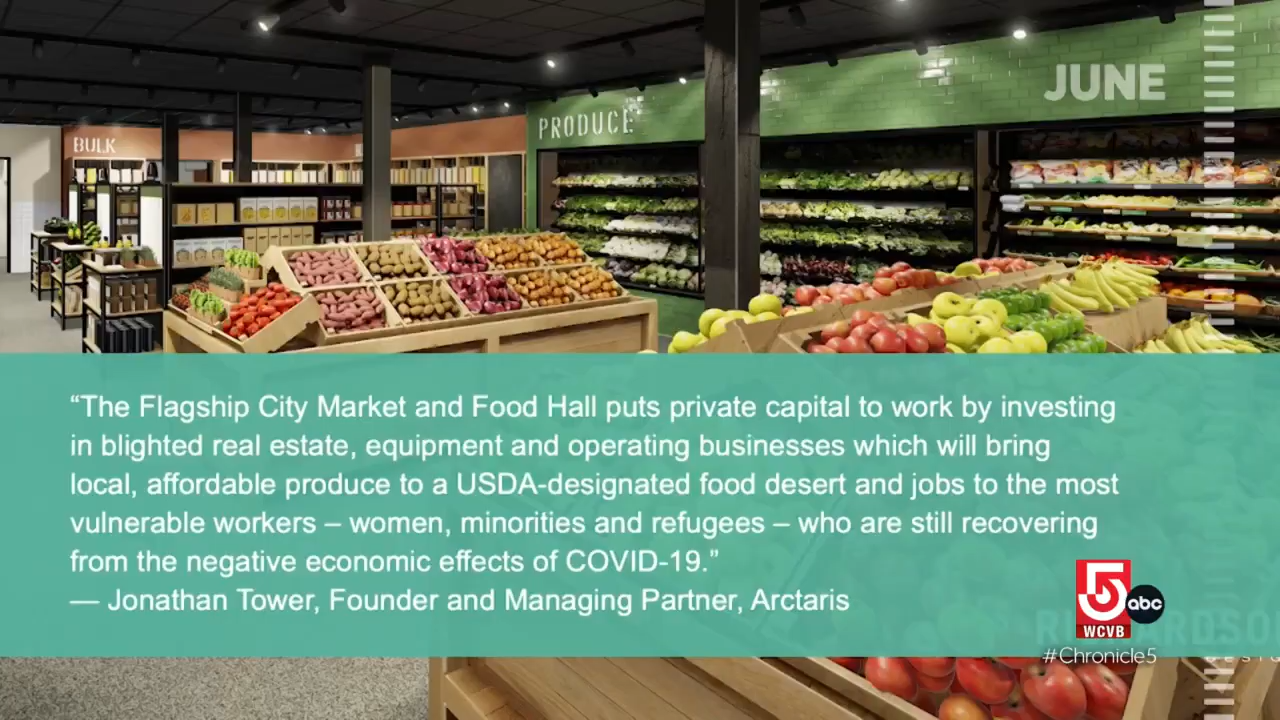 JUNE
PRODUCE
BULK
“The Flagship City Market and Food Hall puts private capital to work by investing
in blighted real estate, equipment and operating businesses which will bring
local, affordable produce to a USDA-designated food desert and jobs to the most
vulnerable workers – women, minorities and refugees – who are still recovering
from the negative economic effects of COVID-19.”
— Jonathan Tower, Founder and Managing Partner, Arctaris
5
abc
WCVB
#Chronicle5